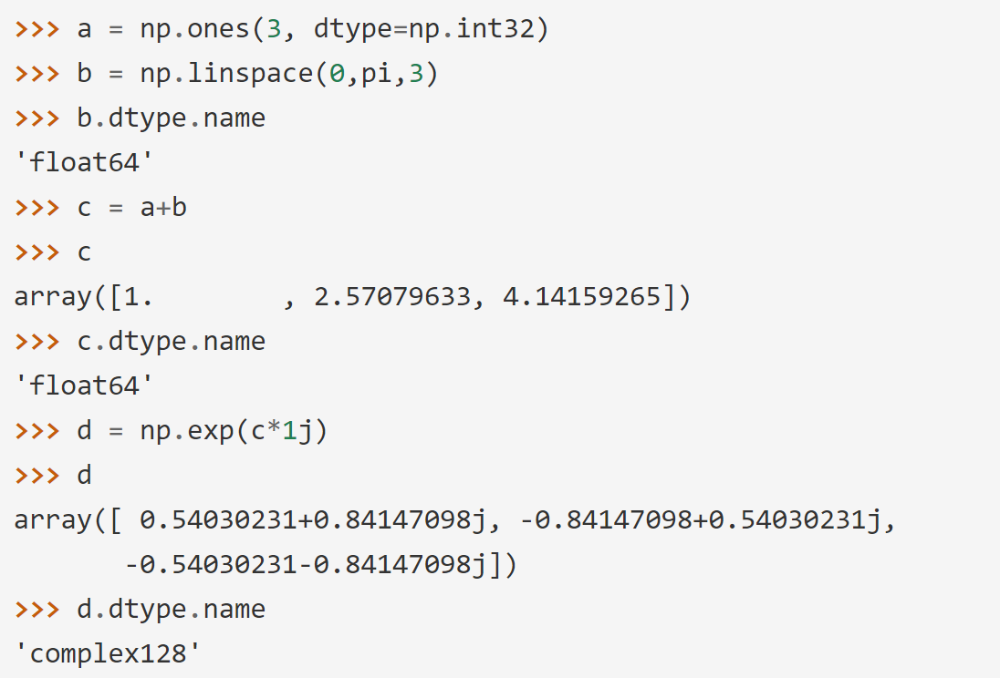 >>> a = np.ones(3, dtype=np.int32)
>>> b = np.linspace(0,pi,3)
>>> b.dtype.name
'float64'
>>> c = a+b
>>> c
array([1.        , 2.57079633, 4.14159265])
>>> c.dtype.name
'float64'
>>> d = np.exp(c*1j)
>>> d
array([ 0.54030231+0.84147098j, -0.84147098+0.54030231j,
       -0.54030231-0.84147098j])
>>> d.dtype.name
'complex128'